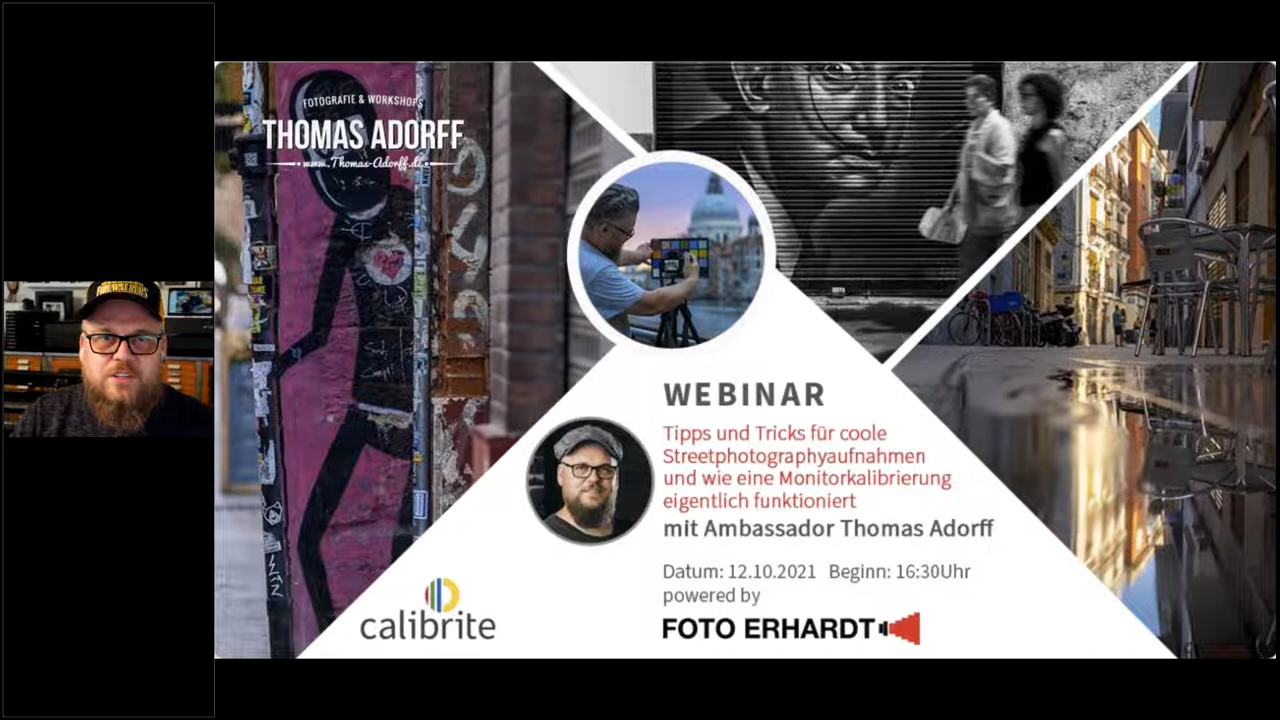 FOTOGRAFIE & WORKSHOPS
THOMAS ADORFF
www.Thomas-Adorff.de
WEBINAR
Tipps und Tricks für coole
Streetphotographyaufnahmen
und wie eine Monitorkalibrierung
eigentlich funktioniert
mit Ambassador Thomas Adorff
Datum: 12.10.2021 Beginn: 16:30Uhr
powered by
FOTO ERHARDT
calibrite